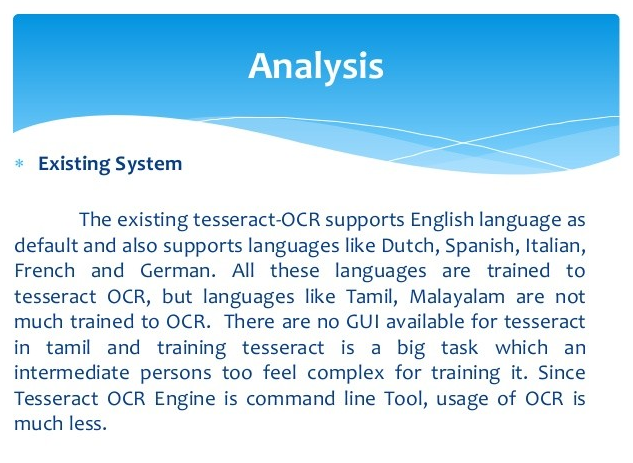 Analysis
* Existing System
The existing tesseract-OCR supports English language as
default and also supports languages like Dutch, Spanish, Italian,
French and German. All these languages are trained to
tesseract OCR, but languages like Tamil, Malayalam are not
much trained to OCR. There are no GUI available for tesseract
in tamil and training tesseract is a big task which an
intermediate persons too feel complex for training it. Since
Tesseract OCR Engine is command line Tool, usage of OCR is
much less.